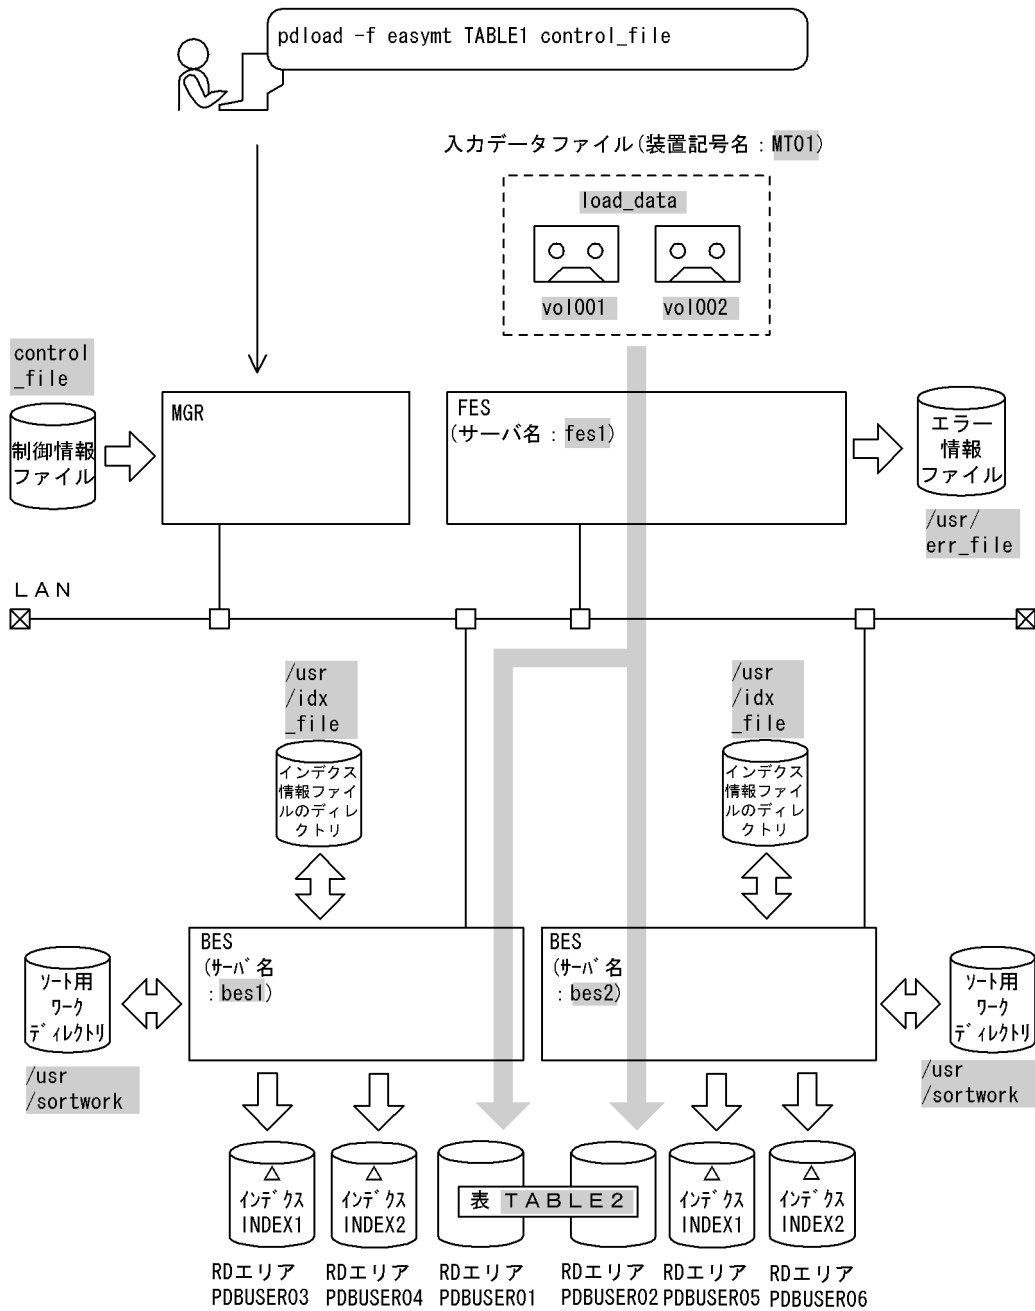 pdload -f easymt TABLE1 control_file
入力データファイル(装置記号名：MT01)
load_data
vol001
vol002
control
_file
制御情報
ファイル
MGR
FES
(サーバ名：fes1)
エラー
情報
ファイル
/usr/
err_file
ＬＡＮ
/usr
/idx
_file
インデクス
情報ファイ
ルのディレ
クトリ
/usr
/idx
_file
インデクス
情報ファイ
ルのディレ
クトリ
ソート用
ワーク
ディレクトリ
/usr
/sortwork
BES
(サーバ名
：bes1)
BES
(サーバ名
：bes2)
ソート用
ワーク
ディレクトリ
/usr
/sortwork
インデクス
INDEX1
インデクス
INDEX2
表 ＴＡＢＬＥ２
インデクス
INDEX1
インデクス
INDEX2
RDエリア
PDBUSER03
RDエリア
PDBUSER04
RDエリア
PDBUSER01
RDエリア
PDBUSER02
RDエリア
PDBUSER05
RDエリア
PDBUSER06